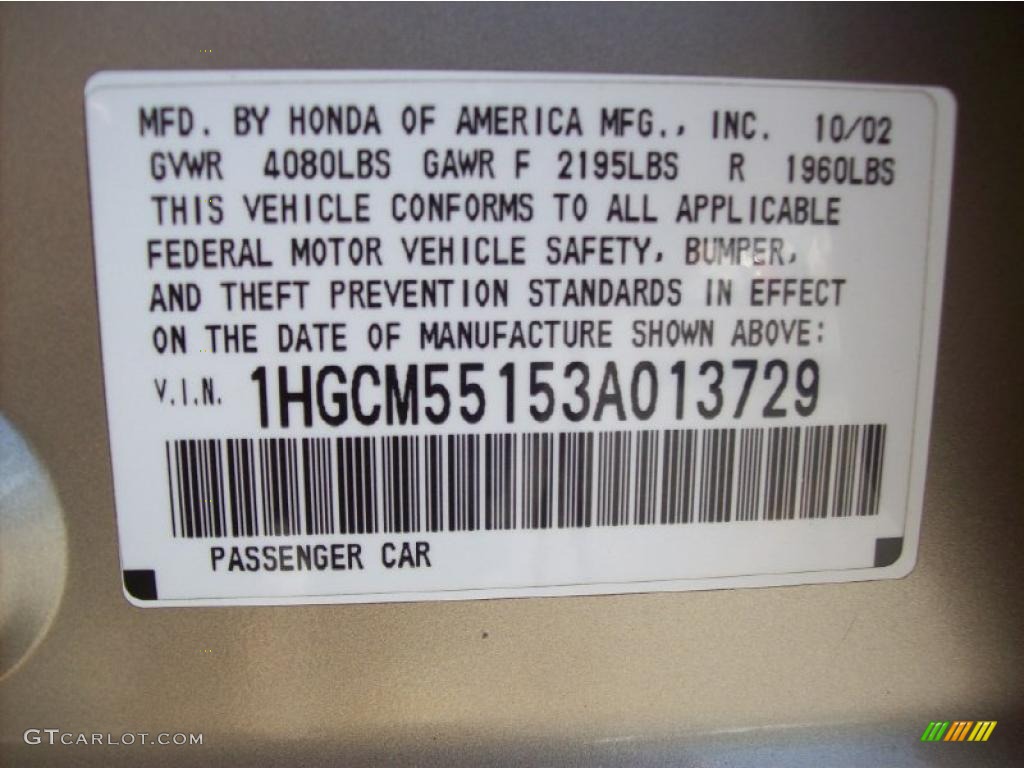 MFD. BY HONDA OF AMERICA MFG., INC. 10/02
GVWR 4080LBS GAWR F 2195LBS R 1960LBS
THIS VEHICLE CONFORMS TO ALL APPLICABLE
FEDERAL MOTOR VEHICLE SAFETY, BUMPER,
AND THEFT PREVENTION STANDARDS IN EFFECT
ON THE DATE OF MANUFACTURE SHOWN ABOVE:
V.I.N. 1HGCM55153A013729
PASSENGER CAR
GTCARLOT.COM